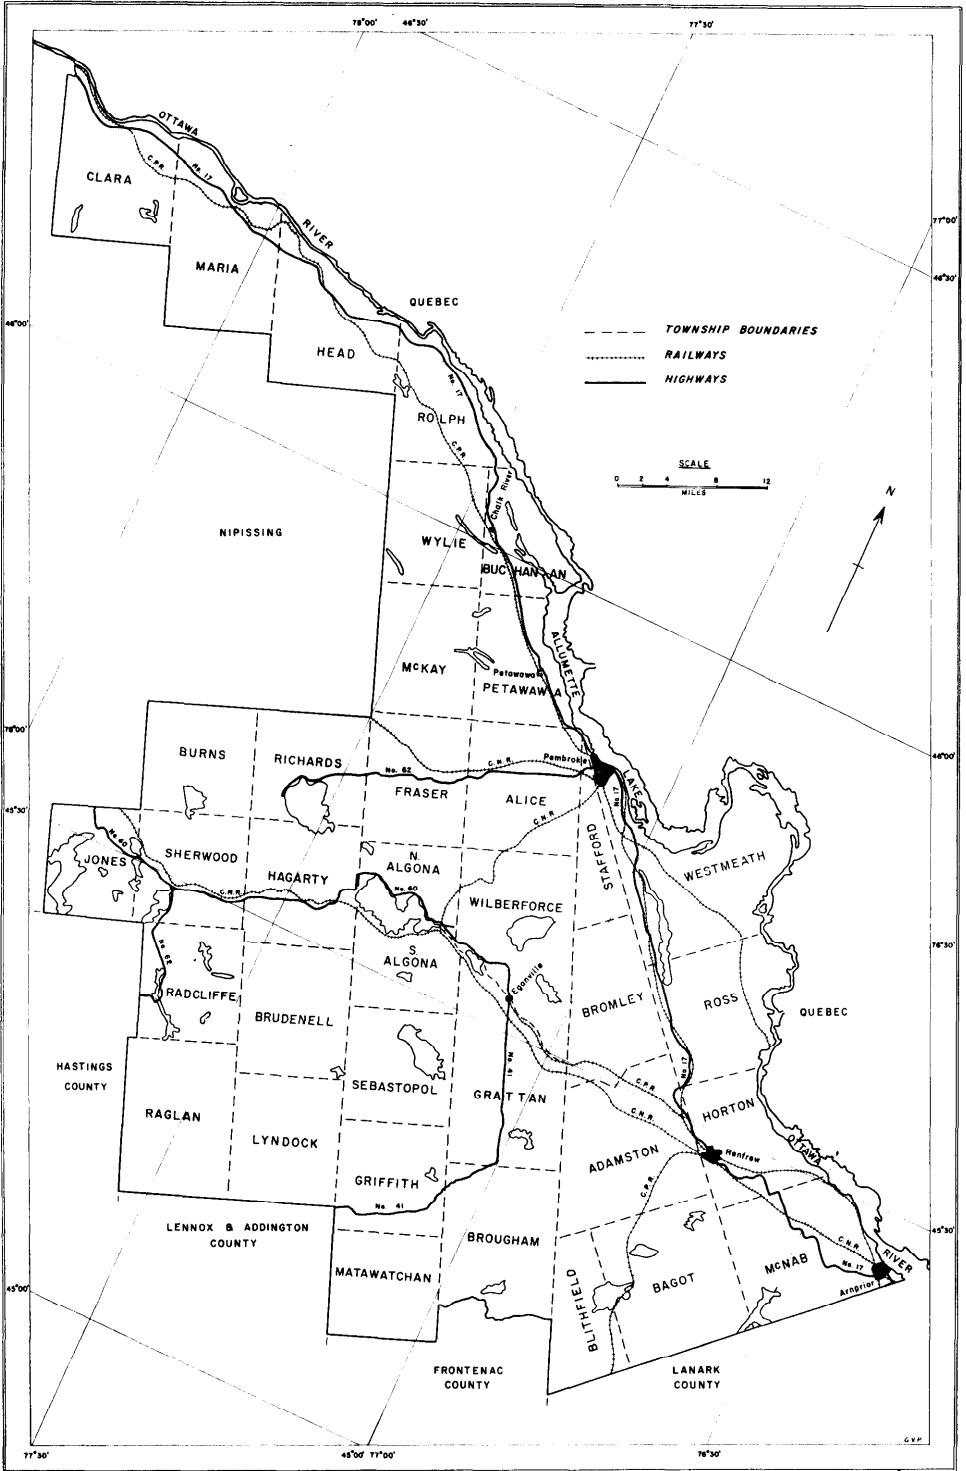 78°00' 46°30'
77°30'
OTTAWA
C.P.R.
No. 17
CLARA
RIVER
77°00'
MARIA
46°30'
QUEBEC
46°00'
TOWNSHIP BOUNDARIES
HEAD
RAILWAYS
No. 17
HIGHWAYS
ROLPH
C.P.R.
SCALE
0 4 8 12
MILES
Chalk River
N
NIPISSING
WYLIE
BUCHANAN
ALLUMETTE
McKAY
Petawawa
PETAWAWA
78°00'
BURNS
Pembroke
46°00'
RICHARDS
No. 62
C.N.R.
LAKE
FRASER
ALICE
No. 17
45°30'
C.N.R.
No. 60
JONES
SHERWOOD
N.
ALGONA
STAFFORD
WESTMEATH
HAGARTY
C.N.R.
No. 60
WILBERFORCE
76°30'
No. 62
S.
ALGONA
Eganville
RADCLIFFE
BROMLEY
ROSS
QUEBEC
BRUDENELL
HASTINGS
COUNTY
No. 41
No. 17
SEBASTOPOL
C.P.R.
GRATTAN
RAGLAN
C.N.R.
HORTON
LYNDOCK
OTTAWA
Renfrew
ADAMSTON
GRIFFITH
C.P.R.
No. 41
LENNOX & ADDINGTON
COUNTY
45°30'
BROUGHAM
C.N.R.
RIVER
MATAWATCHAN
McNAB
No. 17
BAGOT
BLITHFIELD
Arnprior
45°00'
FRONTENAC
COUNTY
LANARK
COUNTY
G.V.P.
77°30'
45°00' 77°00'
76°30'